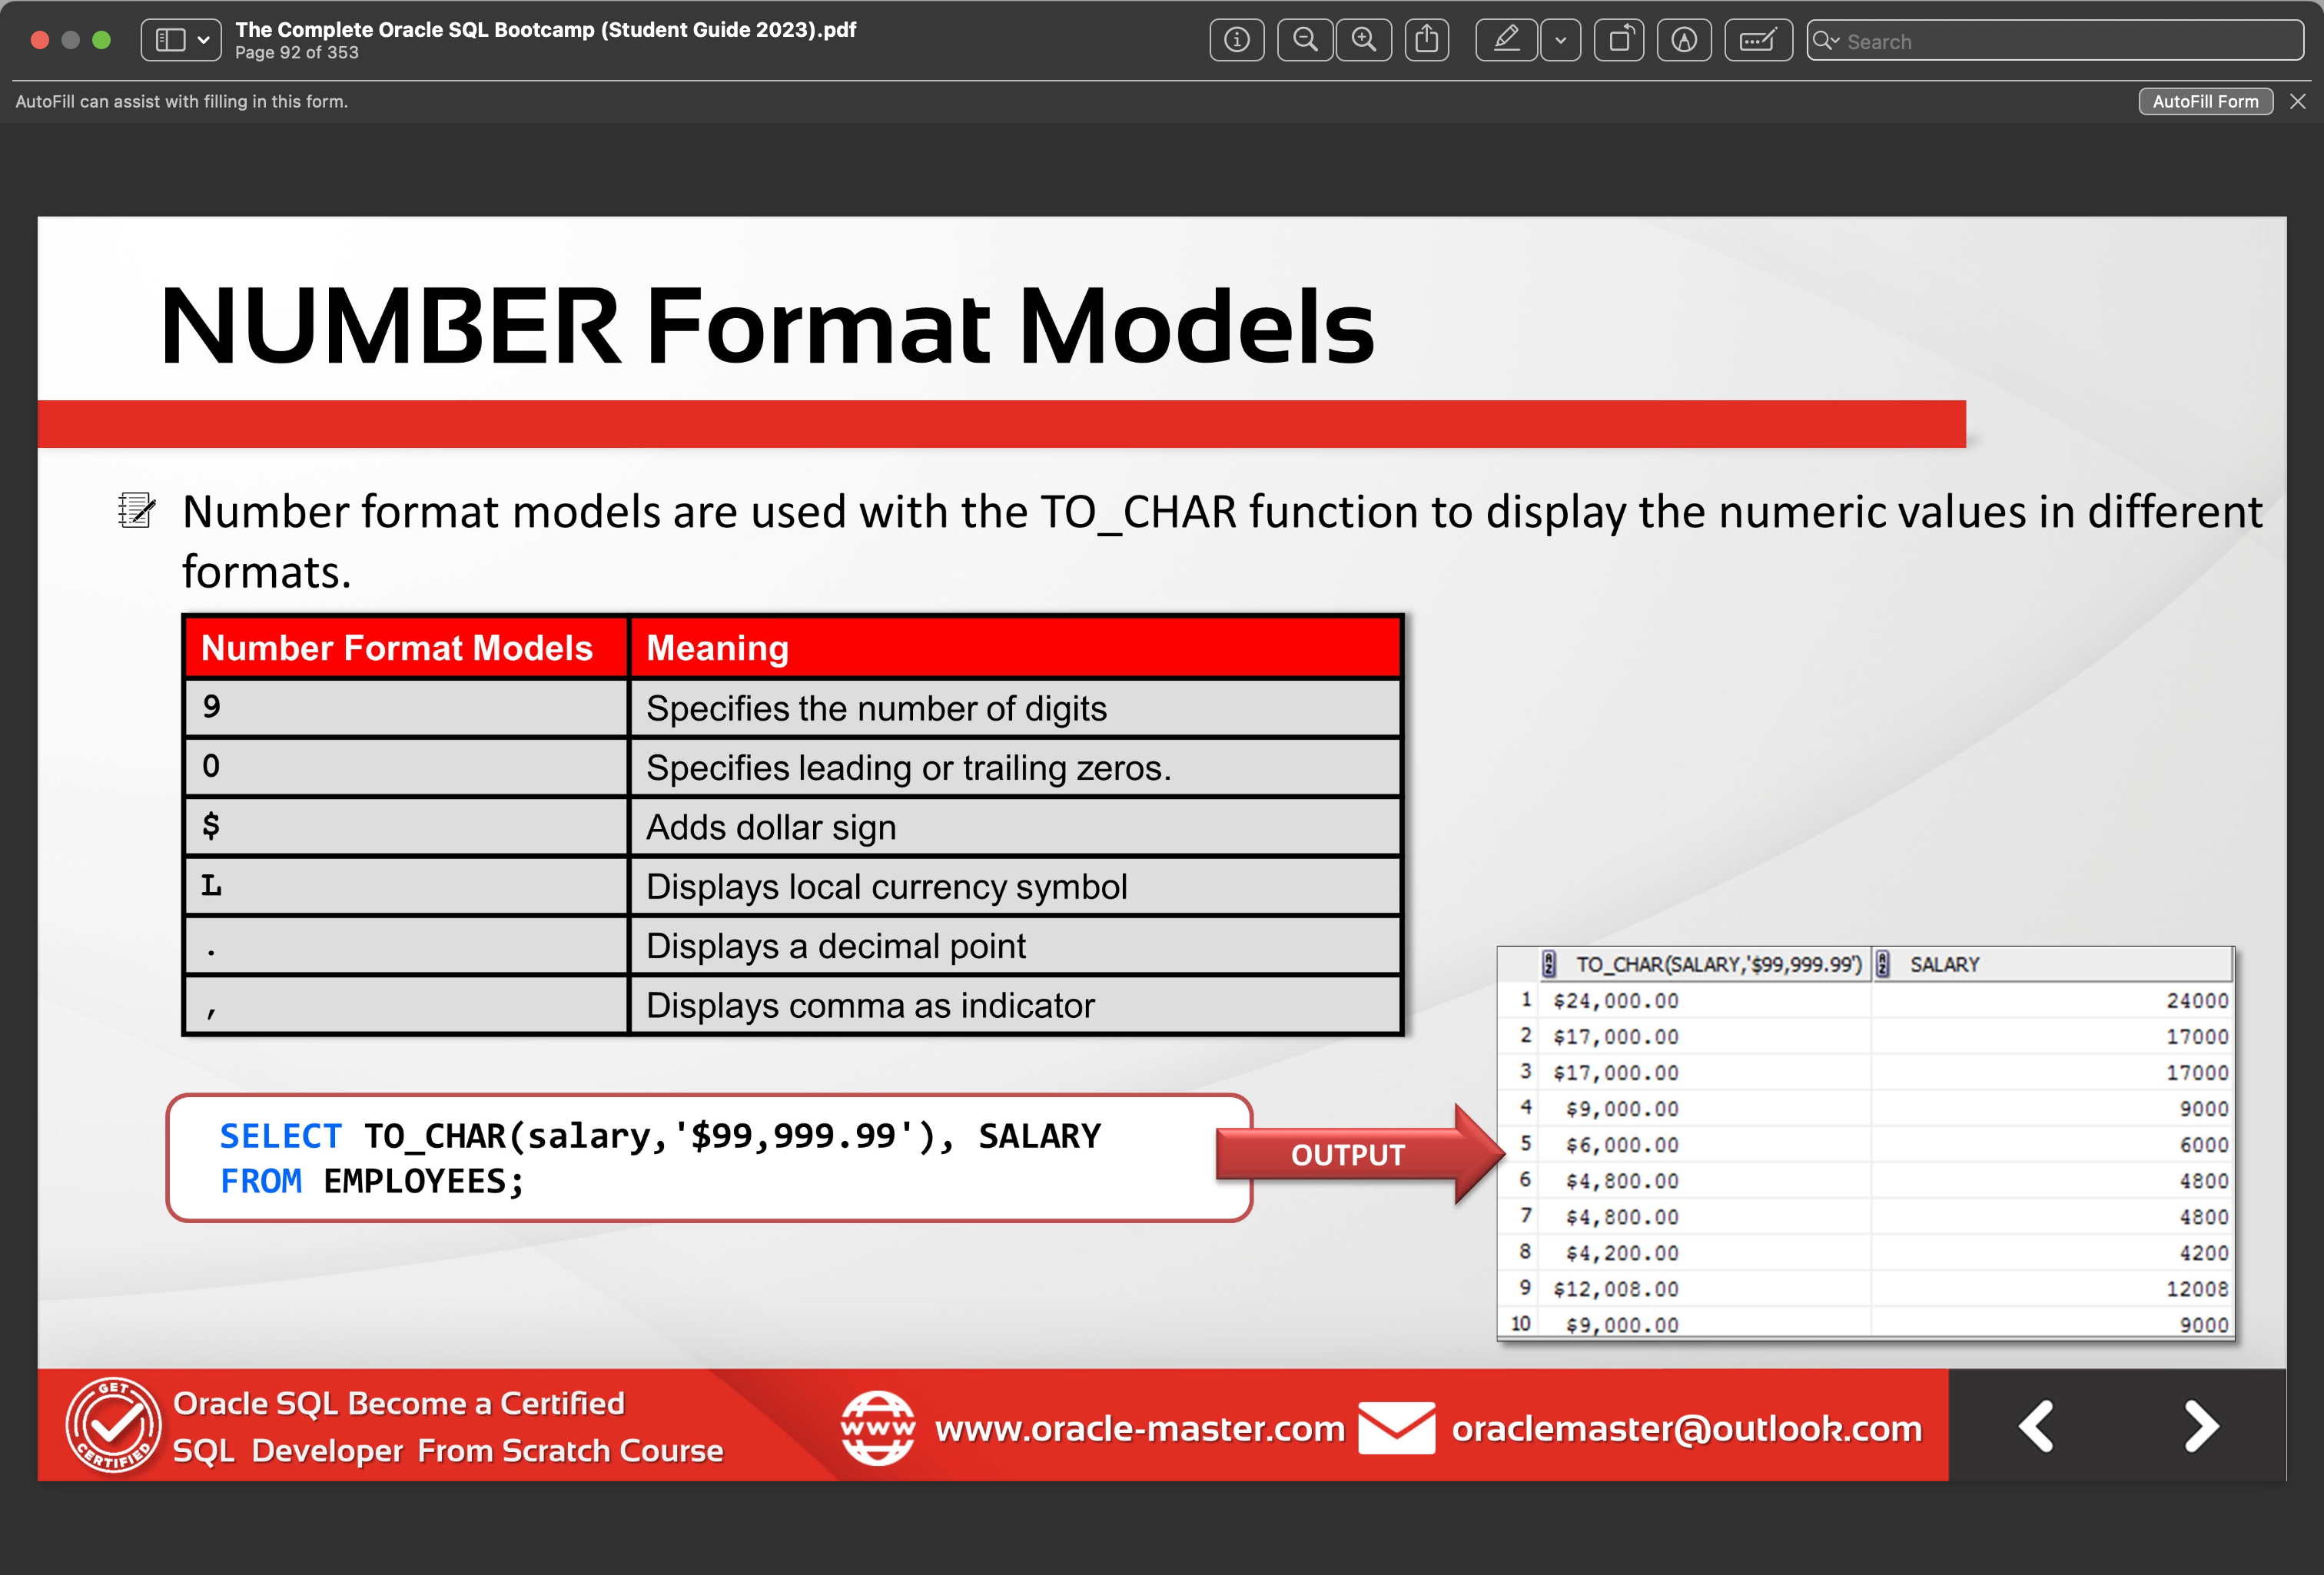 The Complete Oracle SQL Bootcamp (Student Guide 2023).pdf
Page 92 of 353
Search
AutoFill can assist with filling in this form.
AutoFill Form
NUMBER Format Models
Number format models are used with the TO_CHAR function to display the numeric values in different
formats.
Number Format Models Meaning
9 Specifies the number of digits
0 Specifies leading or trailing zeros.
$ Adds dollar sign
L Displays local currency symbol
. Displays a decimal point
, Displays comma as indicator
SELECT TO_CHAR(salary,'$99,999.99'), SALARY
FROM EMPLOYEES;
OUTPUT
TO_CHAR(SALARY,'$99,999.99') SALARY
1 $24,000.00 24000
2 $17,000.00 17000
3 $17,000.00 17000
4 $9,000.00 9000
5 $6,000.00 6000
6 $4,800.00 4800
7 $4,800.00 4800
8 $4,200.00 4200
9 $12,008.00 12008
10 $9,000.00 9000
GET
CERTIFIED
Oracle SQL Become a Certified
SQL Developer From Scratch Course
www
www.oracle-master.com
oraclemaster@outlook.com